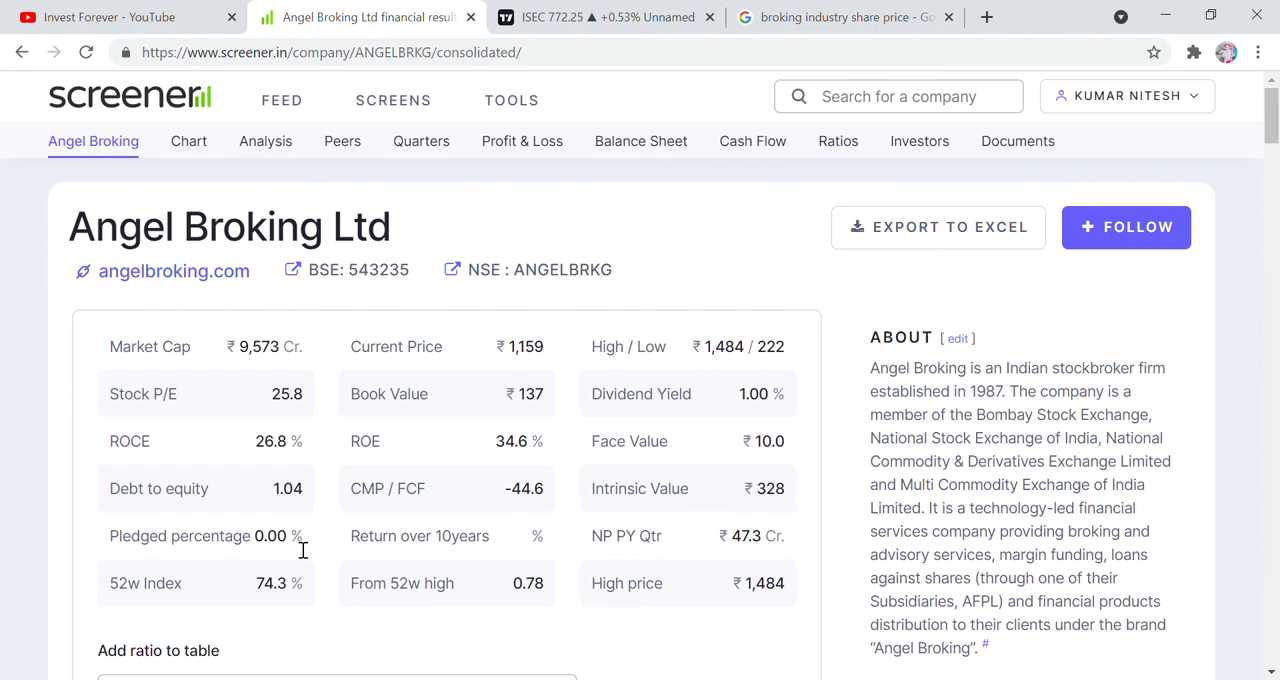 Invest Forever - YouTube
Angel Broking Ltd financial result
ISEC 772.25 ▲ +0.53% Unnamed
broking industry share price - Go
https://www.screener.in/company/ANGELBRKG/consolidated/
screener
FEED
SCREENS
TOOLS
Search for a company
KUMAR NITESH
Angel Broking
Chart
Analysis
Peers
Quarters
Profit & Loss
Balance Sheet
Cash Flow
Ratios
Investors
Documents
Angel Broking Ltd
EXPORT TO EXCEL
+ FOLLOW
angelbroking.com
BSE: 543235
NSE : ANGELBRKG
Market Cap ₹ 9,573 Cr.
Current Price ₹ 1,159
High / Low ₹ 1,484 / 222
Stock P/E 25.8
Book Value ₹ 137
Dividend Yield 1.00 %
ROCE 26.8 %
ROE 34.6 %
Face Value ₹ 10.0
Debt to equity 1.04
CMP / FCF -44.6
Intrinsic Value ₹ 328
Pledged percentage 0.00 %
Return over 10years %
NP PY Qtr ₹ 47.3 Cr.
52w Index 74.3 %
From 52w high 0.78
High price ₹ 1,484
Add ratio to table
ABOUT [ edit ]
Angel Broking is an Indian stockbroker firm
established in 1987. The company is a
member of the Bombay Stock Exchange,
National Stock Exchange of India, National
Commodity & Derivatives Exchange Limited
and Multi Commodity Exchange of India
Limited. It is a technology-led financial
services company providing broking and
advisory services, margin funding, loans
against shares (through one of their
Subsidiaries, AFPL) and financial products
distribution to their clients under the brand
“Angel Broking”. #